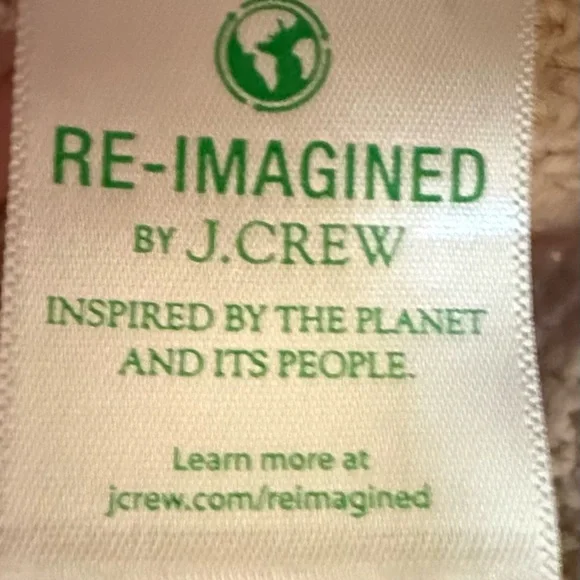 RE-IMAGINED
BY J.CREW
INSPIRED BY THE PLANET
AND ITS PEOPLE.
Learn more at
jcrew.com/reimagined